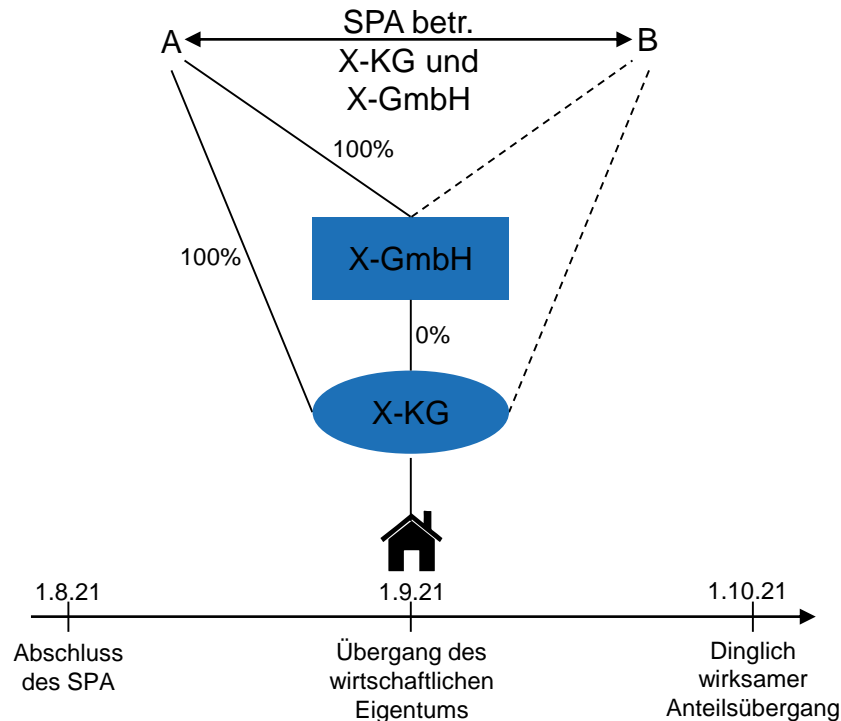 SPA betr.
A
B
X-KG und
X-GmbH
100%
100%
X-GmbH
0%
X-KG
1.8.21
1.9.21
1.10.21
Abschluss
des SPA
Übergang des
wirtschaftlichen
Eigentums
Dinglich
wirksamer
Anteilsübergang